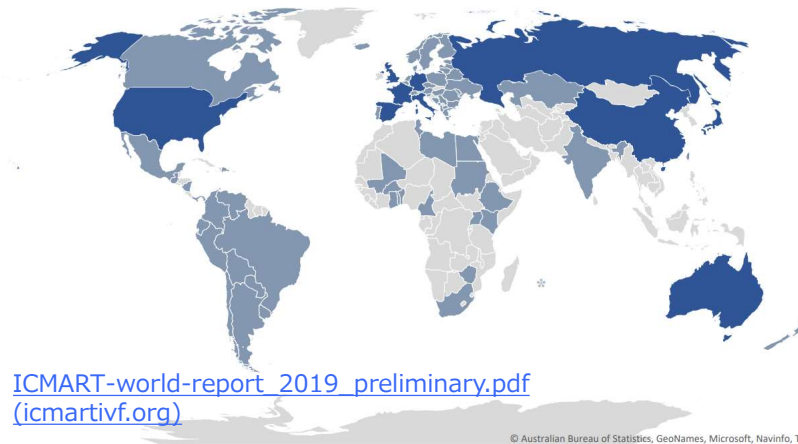 ICMART-world-report_2019_preliminary.pdf
(icmartivf.org)
© Australian Bureau of Statistics, GeoNames, Microsoft, Navinfo, T